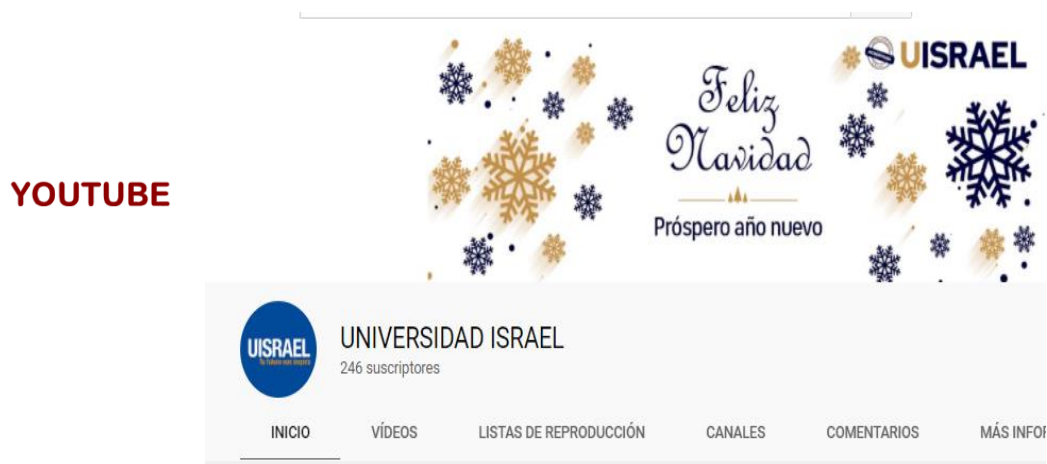 UISRAEL
Feliz
Navidad
YOUTUBE
Próspero año nuevo
UISRAEL
UNIVERSIDAD ISRAEL
246 suscriptores
INICIO VÍDEOS LISTAS DE REPRODUCCIÓN CANALES COMENTARIOS MÁS INFOR